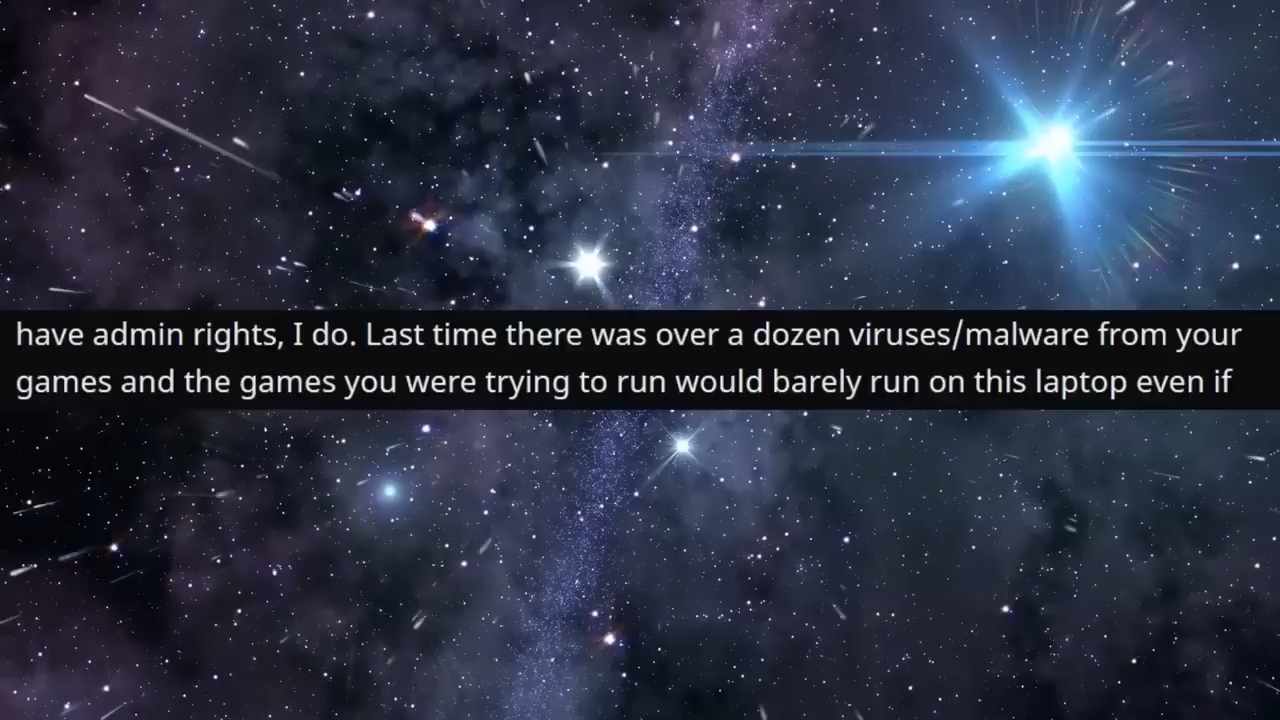 have admin rights, I do. Last time there was over a dozen viruses/malware from your
games and the games you were trying to run would barely run on this laptop even if